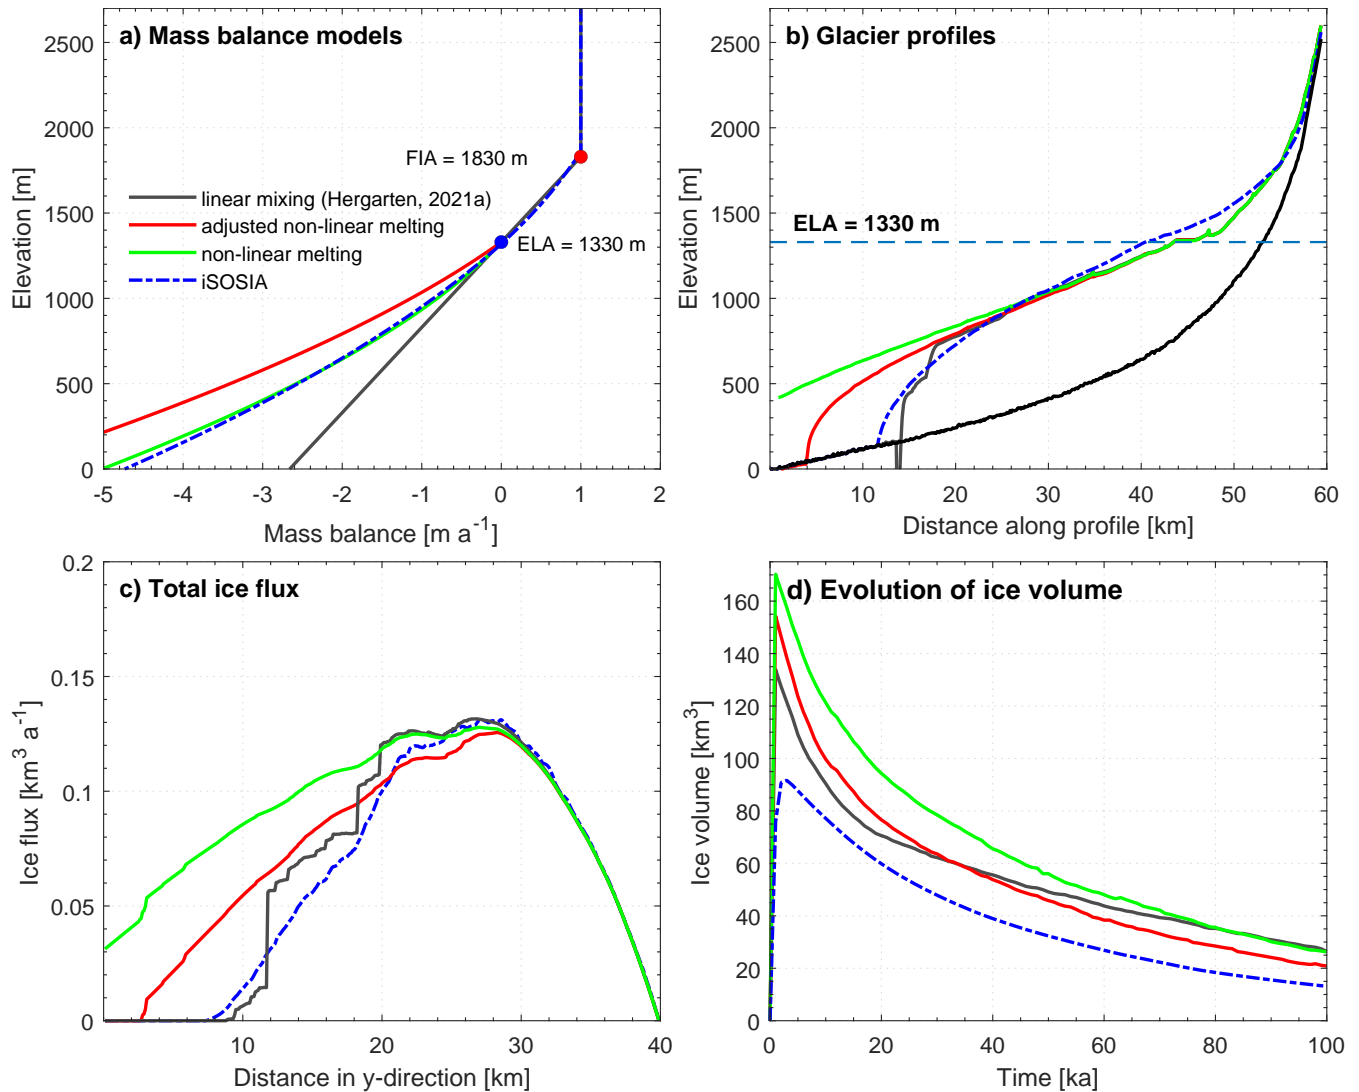 a) Mass balance models
2500
2000
1500
1000
500
0
Elevation [m]
FIA = 1830 m
ELA = 1330 m
linear mixing (Hergarten, 2021a)
adjusted non-linear melting
non-linear melting
iSOSIA
-5 -4 -3 -2 -1 0 1 2
Mass balance [m a⁻¹]
b) Glacier profiles
2500
2000
1500
1000
500
0
Elevation [m]
ELA = 1330 m
10 20 30 40 50 60
Distance along profile [km]
c) Total ice flux
0.2
0.15
0.1
0.05
0
Ice flux [km³ a⁻¹]
10 20 30 40
Distance in y-direction [km]
d) Evolution of ice volume
160
140
120
100
80
60
40
20
0
Ice volume [km³]
0 20 40 60 80 100
Time [ka]